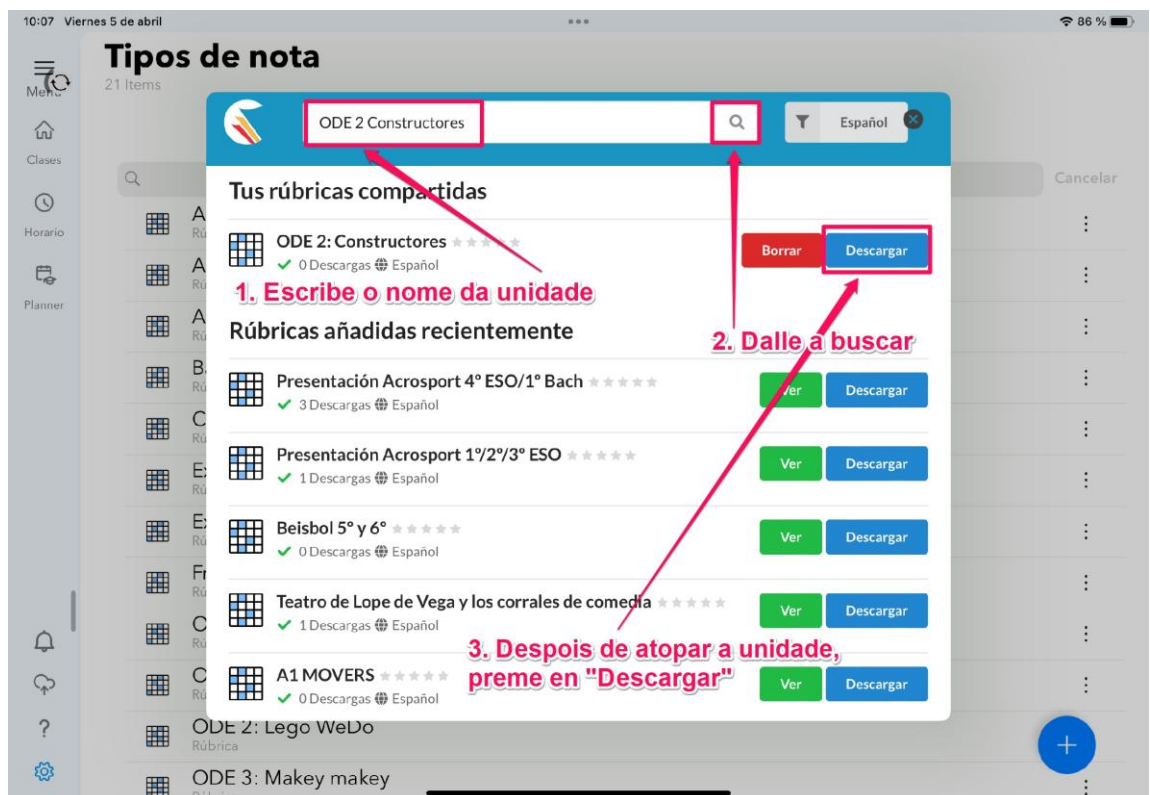 10:07 Viernes 5 de abril
86 %
Tipos de nota
21 Items
Menú
Clases
Horario
Planner
Cancelar
ODE 2 Constructores
Español
Tus rúbricas compartidas
ODE 2: Constructores
0 Descargas Español
Borrar
Descargar
1. Escribe o nome da unidade
2. Dalle a buscar
Rúbricas añadidas recientemente
Presentación Acrosport 4º ESO/1º Bach
3 Descargas Español
Ver
Descargar
Presentación Acrosport 1º/2º/3º ESO
1 Descargas Español
Ver
Descargar
Beisbol 5º y 6º
0 Descargas Español
Ver
Descargar
Teatro de Lope de Vega y los corrales de comedia
1 Descargas Español
Ver
Descargar
3. Despois de atopar a unidade,
preme en "Descargar"
A1 MOVERS
0 Descargas Español
Ver
Descargar
ODE 2: Lego WeDo
Rúbrica
ODE 3: Makey makey